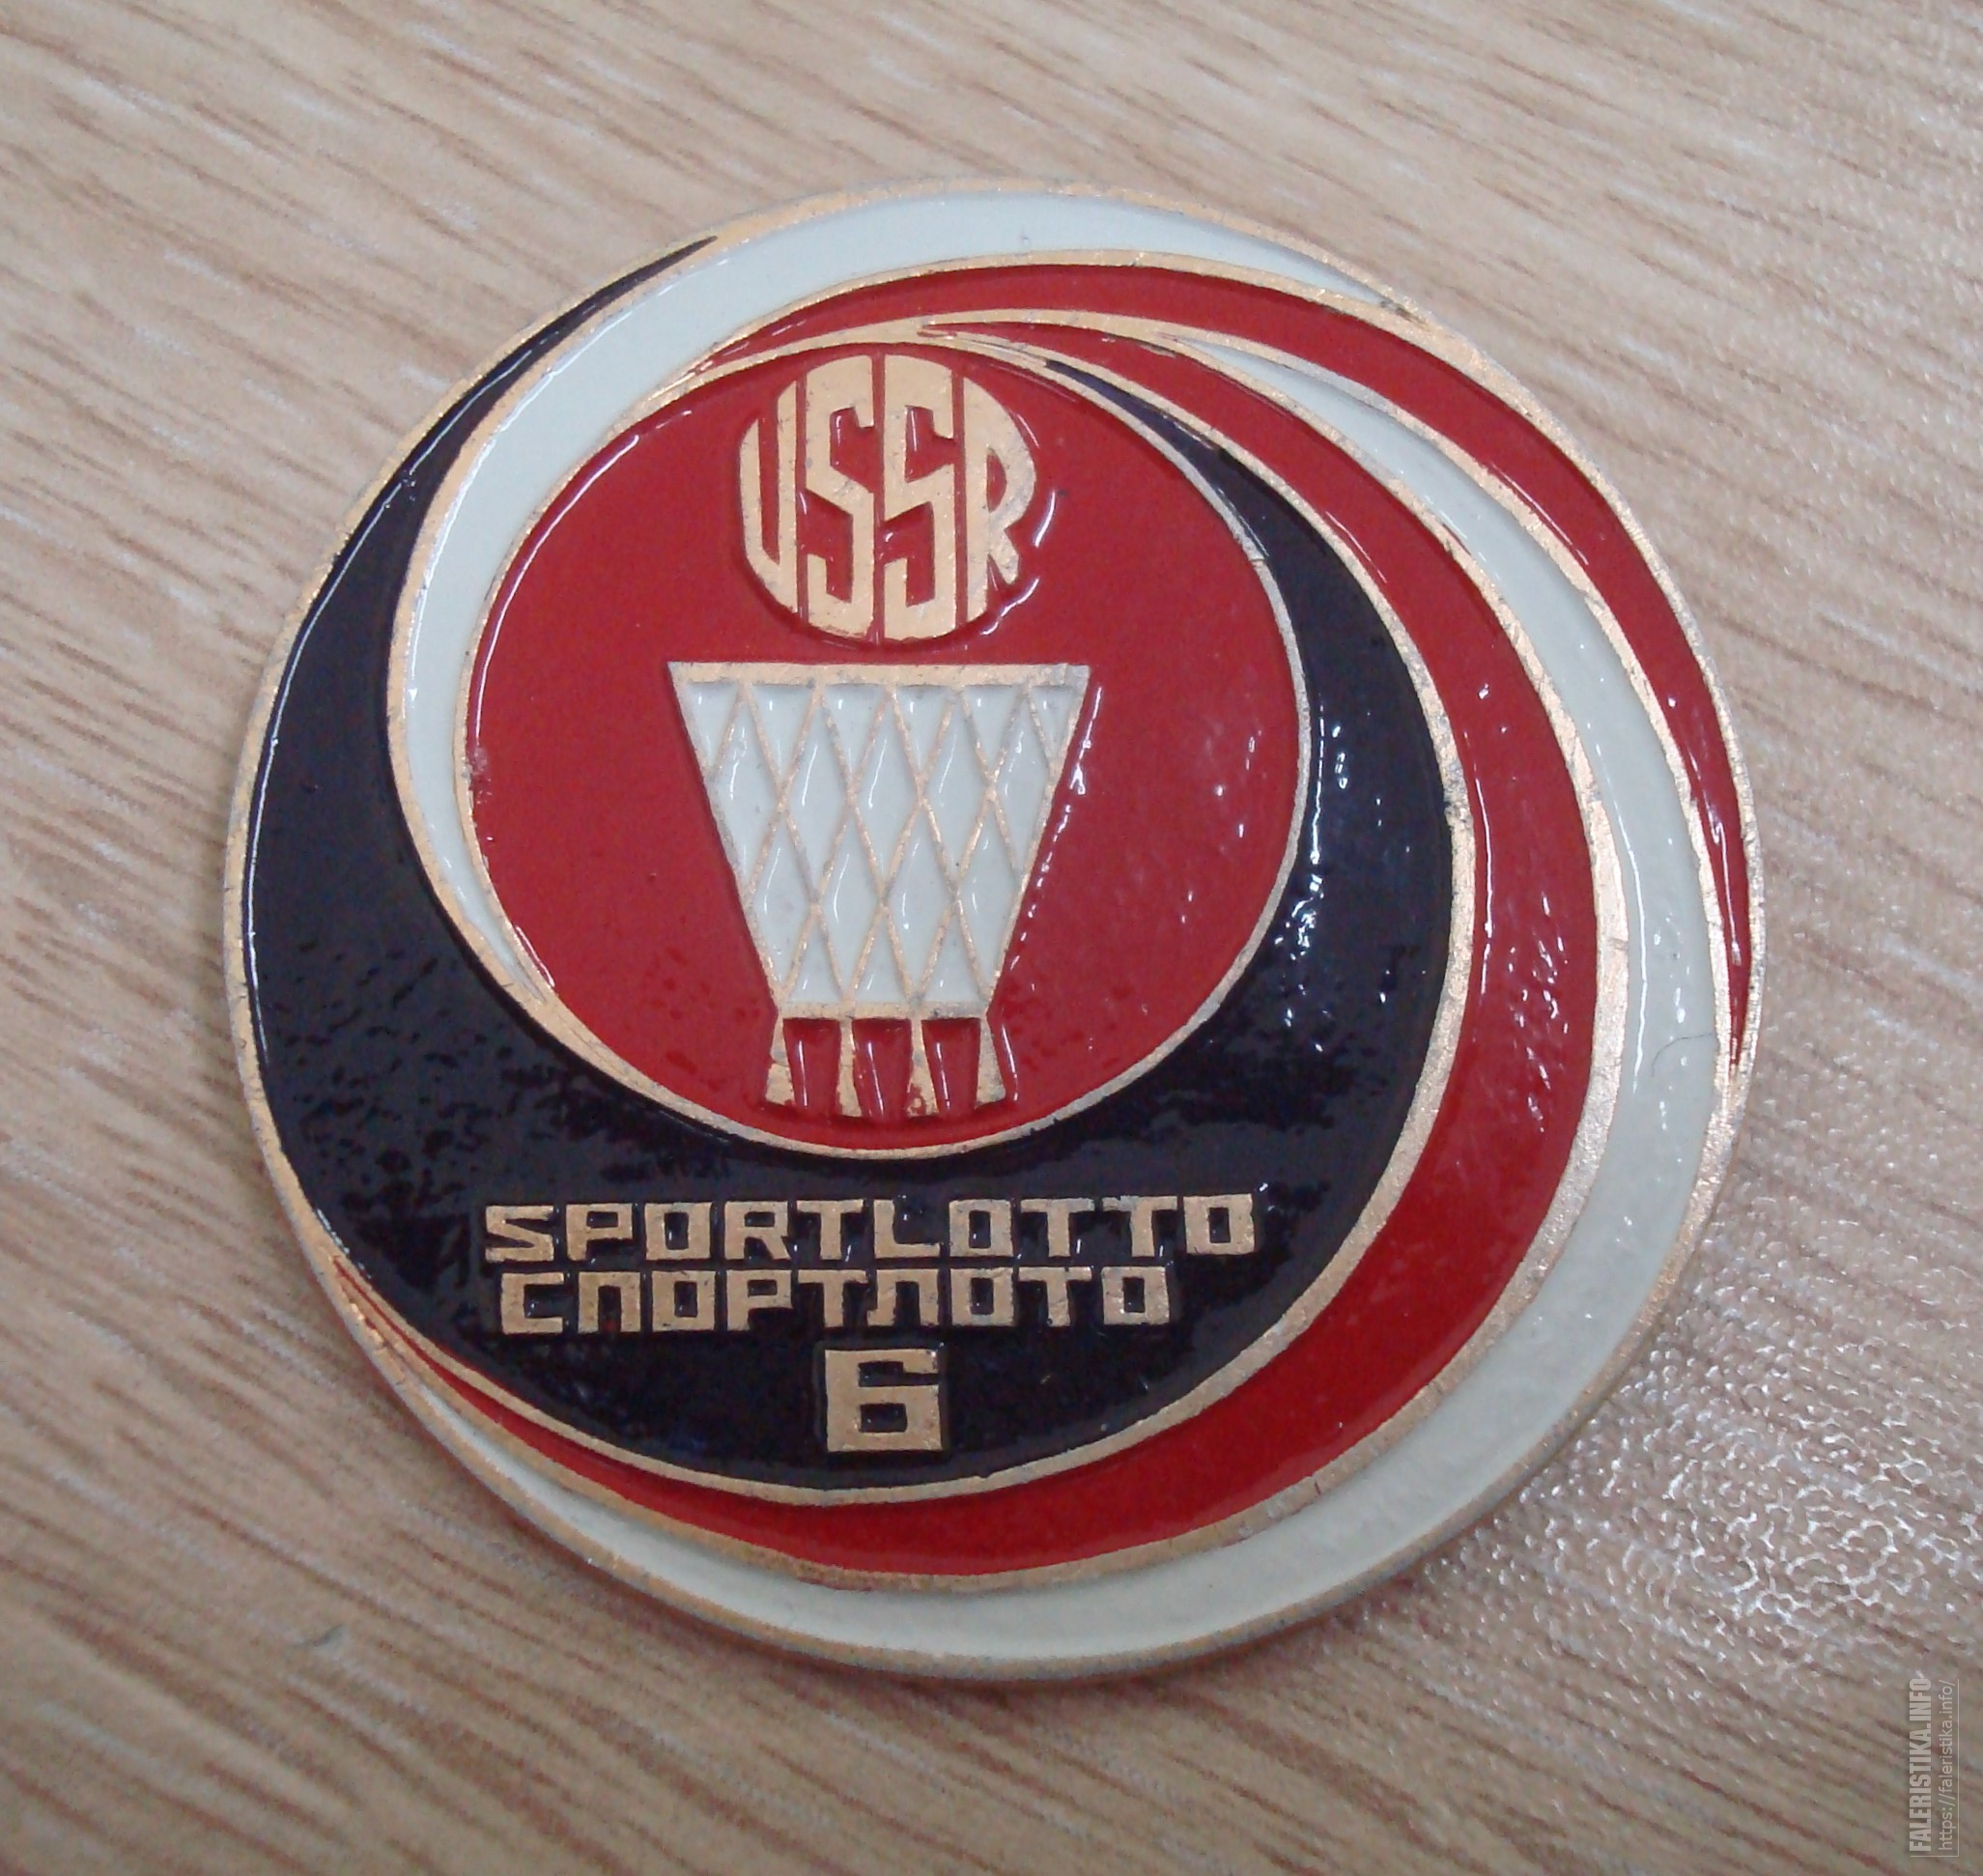 USSR
SPORTLOTTO
СПОРТЛОТО
6
FALERISTIKA.INFO
https://faleristika.info/